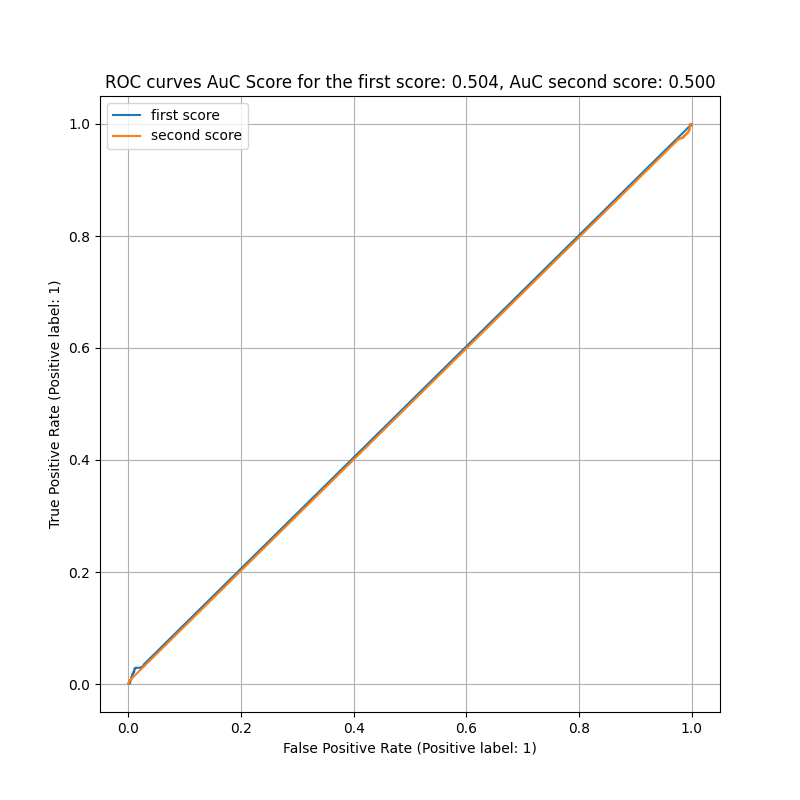 ROC curves AuC Score for the first score: 0.504, AuC second score: 0.500
first score
second score
1.0
0.8
0.6
0.4
0.2
0.0
True Positive Rate (Positive label: 1)
0.0 0.2 0.4 0.6 0.8 1.0
False Positive Rate (Positive label: 1)